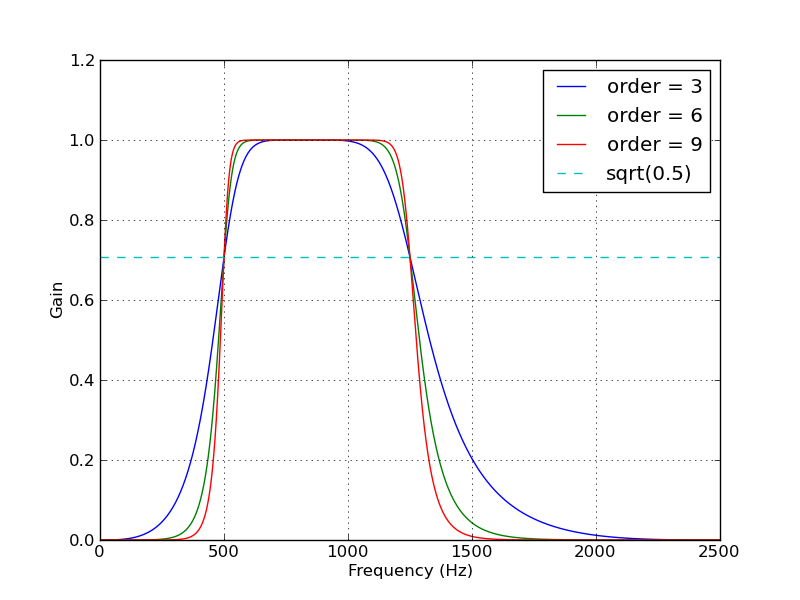 1.2
1.0
0.8
0.6
0.4
0.2
0.0
Gain
order = 3
order = 6
order = 9
sqrt(0.5)
0 500 1000 1500 2000 2500
Frequency (Hz)